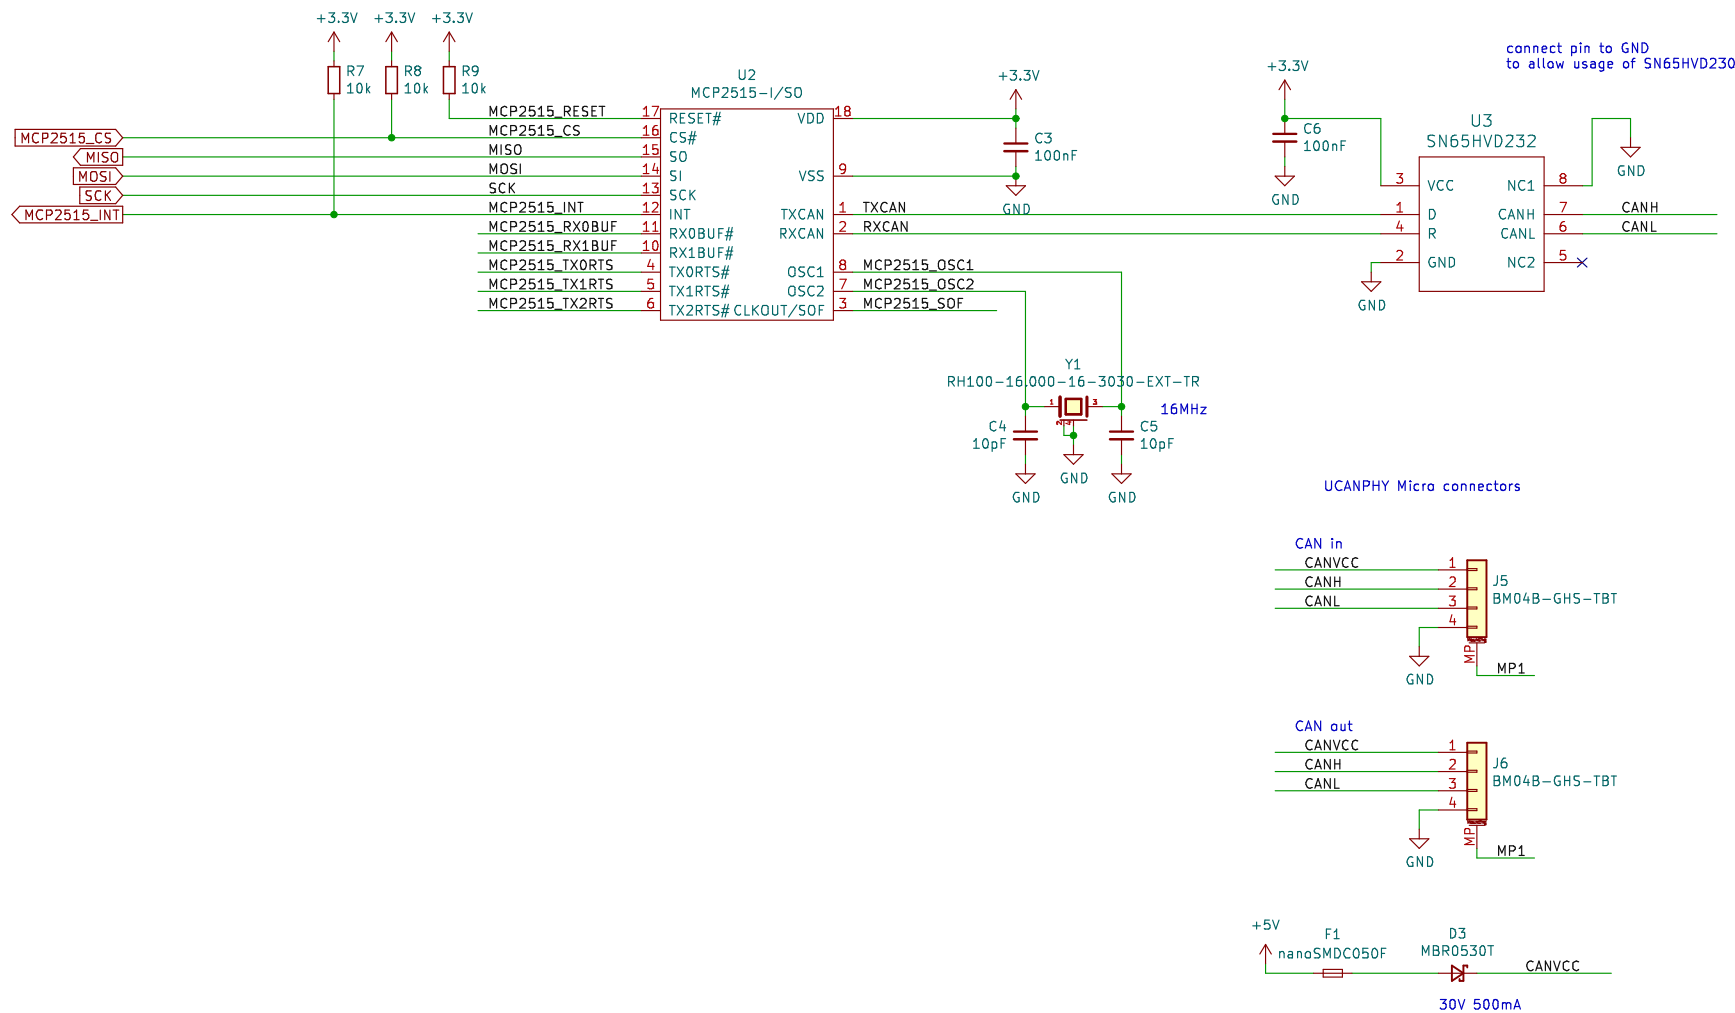 +3.3V +3.3V +3.3V
R7 10k
R8 10k
R9 10k
MCP2515_CS
MISO
MOSI
SCK
MCP2515_INT
MCP2515_RESET
MCP2515_CS
MISO
MOSI
SCK
MCP2515_INT
MCP2515_RX0BUF
MCP2515_RX1BUF
MCP2515_TX0RTS
MCP2515_TX1RTS
MCP2515_TX2RTS
U2
MCP2515-I/SO
17 RESET# VDD 18
16 CS#
15 SO
14 SI VSS 9
13 SCK
12 INT TXCAN 1
11 RX0BUF# RXCAN 2
10 RX1BUF#
4 TX0RTS# OSC1 8
5 TX1RTS# OSC2 7
6 TX2RTS# CLKOUT/SOF 3
+3.3V
C3
100nF
GND
TXCAN
RXCAN
MCP2515_OSC1
MCP2515_OSC2
MCP2515_SOF
Y1
RH100-16.000-16-3030-EXT-TR
16MHz
1 3
2 4
C4
10pF
C5
10pF
GND
GND
GND
+3.3V
C6
100nF
GND
connect pin to GND
to allow usage of SN65HVD230
U3
SN65HVD232
3 VCC NC1 8
1 D CANH 7
4 R CANL 6
2 GND NC2 5
GND
GND
CANH
CANL
UCANPHY Micro connectors
CAN in
CANVCC 1
CANH 2
CANL 3
4
J5
BM04B-GHS-TBT
MP
MP1
GND
CAN out
CANVCC 1
CANH 2
CANL 3
4
J6
BM04B-GHS-TBT
MP
MP1
GND
+5V
F1
nanoSMDC050F
D3
MBR0530T
CANVCC
30V 500mA